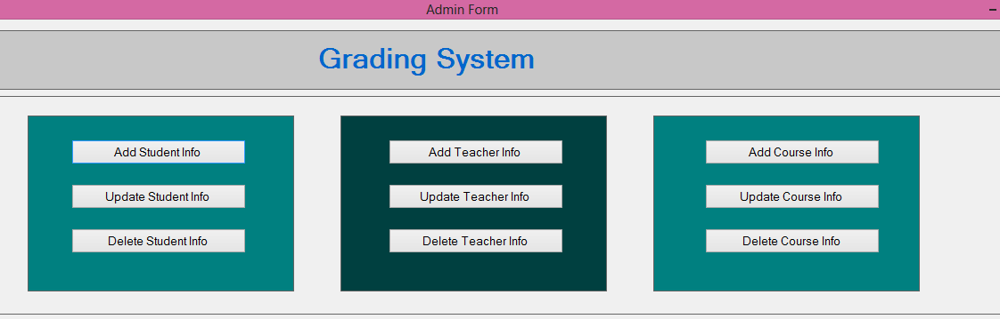 Admin Form
Grading System
Add Student Info
Update Student Info
Delete Student Info
Add Teacher Info
Update Teacher Info
Delete Teacher Info
Add Course Info
Update Course Info
Delete Course Info